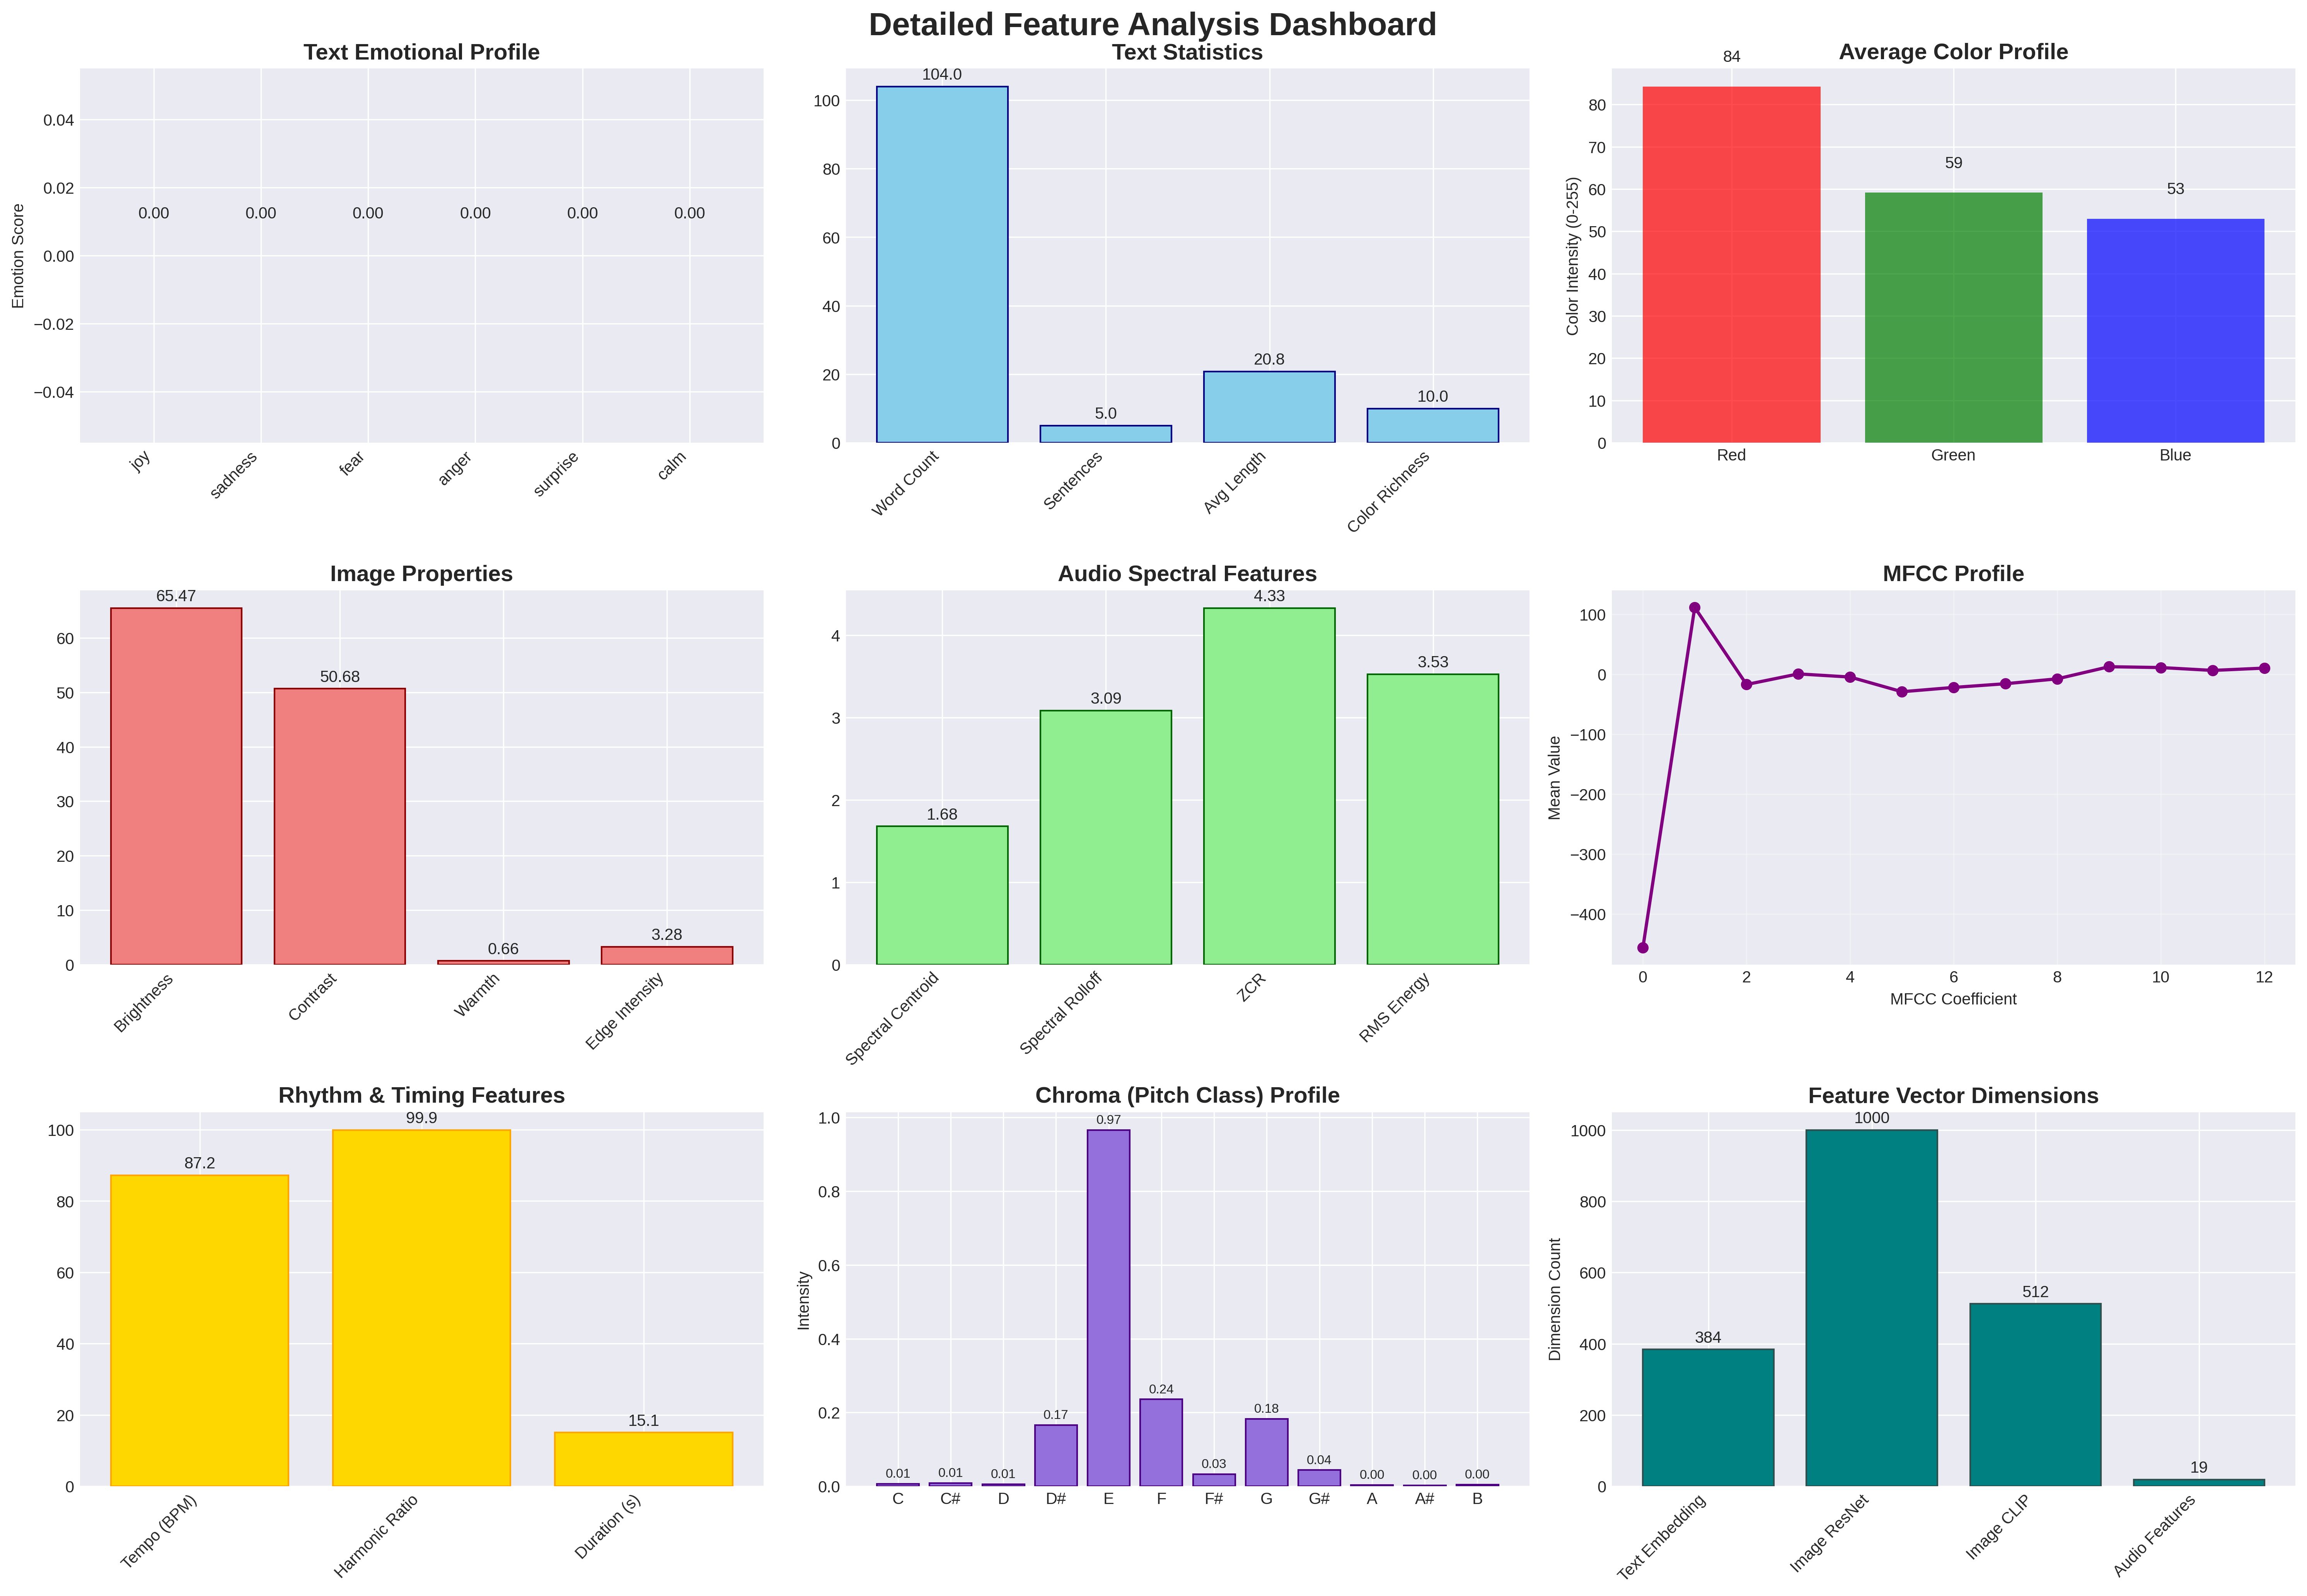 Detailed Feature Analysis Dashboard
Text Emotional Profile
Emotion Score
0.04
0.02
0.00
−0.02
−0.04
0.00 0.00 0.00 0.00 0.00 0.00
joy sadness fear anger surprise calm
Text Statistics
100
80
60
40
20
0
104.0 5.0 20.8 10.0
Word Count Sentences Avg Length Color Richness
Average Color Profile
Color Intensity (0-255)
80
70
60
50
40
30
20
10
0
84 59 53
Red Green Blue
Image Properties
60
50
40
30
20
10
0
65.47 50.68 0.66 3.28
Brightness Contrast Warmth Edge Intensity
Audio Spectral Features
4
3
2
1
0
1.68 3.09 4.33 3.53
Spectral Centroid Spectral Rolloff ZCR RMS Energy
MFCC Profile
Mean Value
100
0
−100
−200
−300
−400
0 2 4 6 8 10 12
MFCC Coefficient
Rhythm & Timing Features
100
80
60
40
20
0
87.2 99.9 15.1
Tempo (BPM) Harmonic Ratio Duration (s)
Chroma (Pitch Class) Profile
Intensity
1.0
0.8
0.6
0.4
0.2
0.0
0.01 0.01 0.01 0.17 0.97 0.24 0.03 0.18 0.04 0.00 0.00 0.00
C C# D D# E F F# G G# A A# B
Feature Vector Dimensions
Dimension Count
1000
800
600
400
200
0
384 1000 512 19
Text Embedding Image ResNet Image CLIP Audio Features